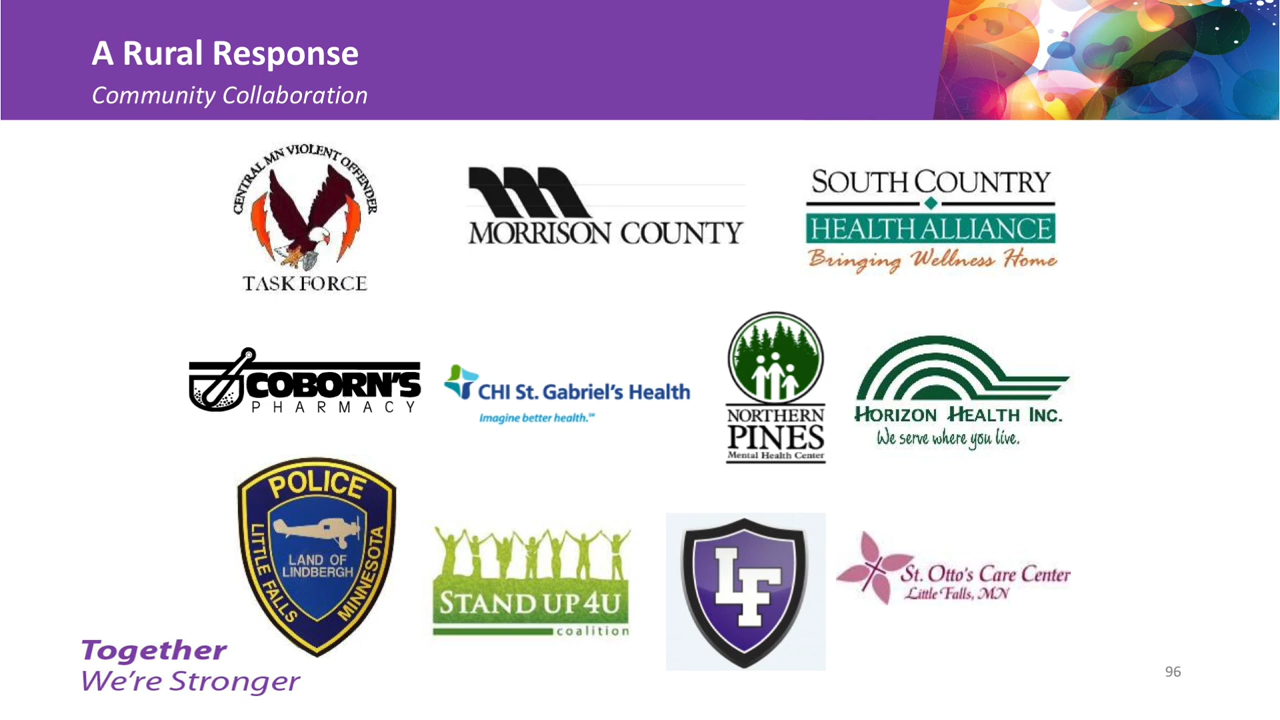 A Rural Response
Community Collaboration
CENTRAL MN VIOLENT OFFENDER
TASK FORCE
MORRISON COUNTY
SOUTH COUNTRY
HEALTH ALLIANCE
Bringing Wellness Home
COBORN'S
PHARMACY
CHI St. Gabriel's Health
Imagine better health.℠
NORTHERN
PINES
Mental Health Center
HORIZON HEALTH INC.
We serve where you live.
POLICE
LITTLE FALLS
LAND OF
LINDBERGH
MINNESOTA
STAND UP 4U
coalition
LF
St. Otto's Care Center
Little Falls, MN
Together
We're Stronger
96